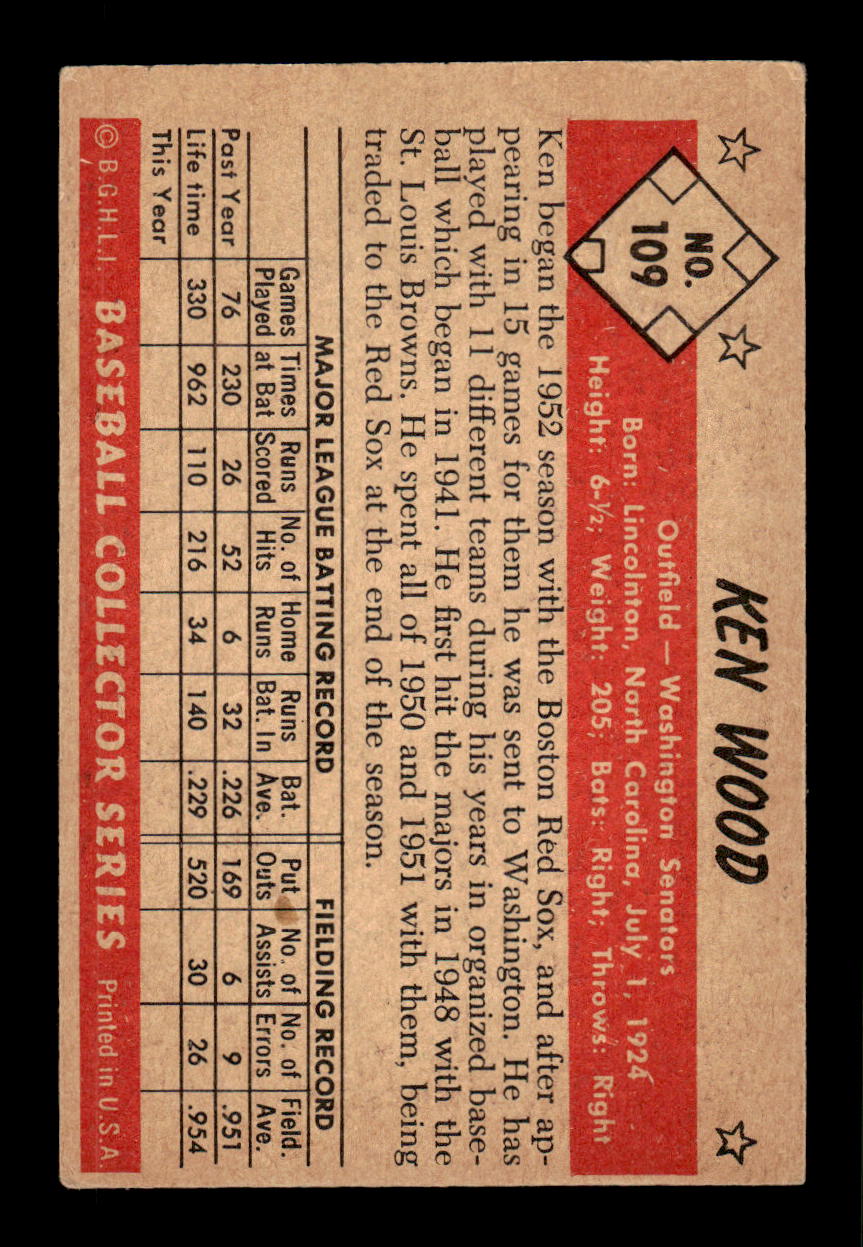 KEN WOOD
NO.
109
Outfield — Washington Senators
Born: Lincolnton, North Carolina, July 1, 1924
Height: 6-½; Weight: 205; Bats: Right; Throws: Right
Ken began the 1952 season with the Boston Red Sox, and after ap-
pearing in 15 games for them he was sent to Washington. He has
played with 11 different teams during his years in organized base-
ball which began in 1941. He first hit the majors in 1948 with the
St. Louis Browns. He spent all of 1950 and 1951 with them, being
traded to the Red Sox at the end of the season.
MAJOR LEAGUE BATTING RECORD FIELDING RECORD
Games Times Runs No. of Home Runs Bat. Put No. of No. of Field.
Played at Bat Scored Hits Runs Bat. In Ave. Outs Assists Errors Ave.
Past Year 76 230 26 52 6 32 .226 169 6 9 .951
Life time 330 962 110 216 34 140 .229 520 30 26 .954
This Year
© B.G.H.L.I. BASEBALL COLLECTOR SERIES Printed in U.S.A.